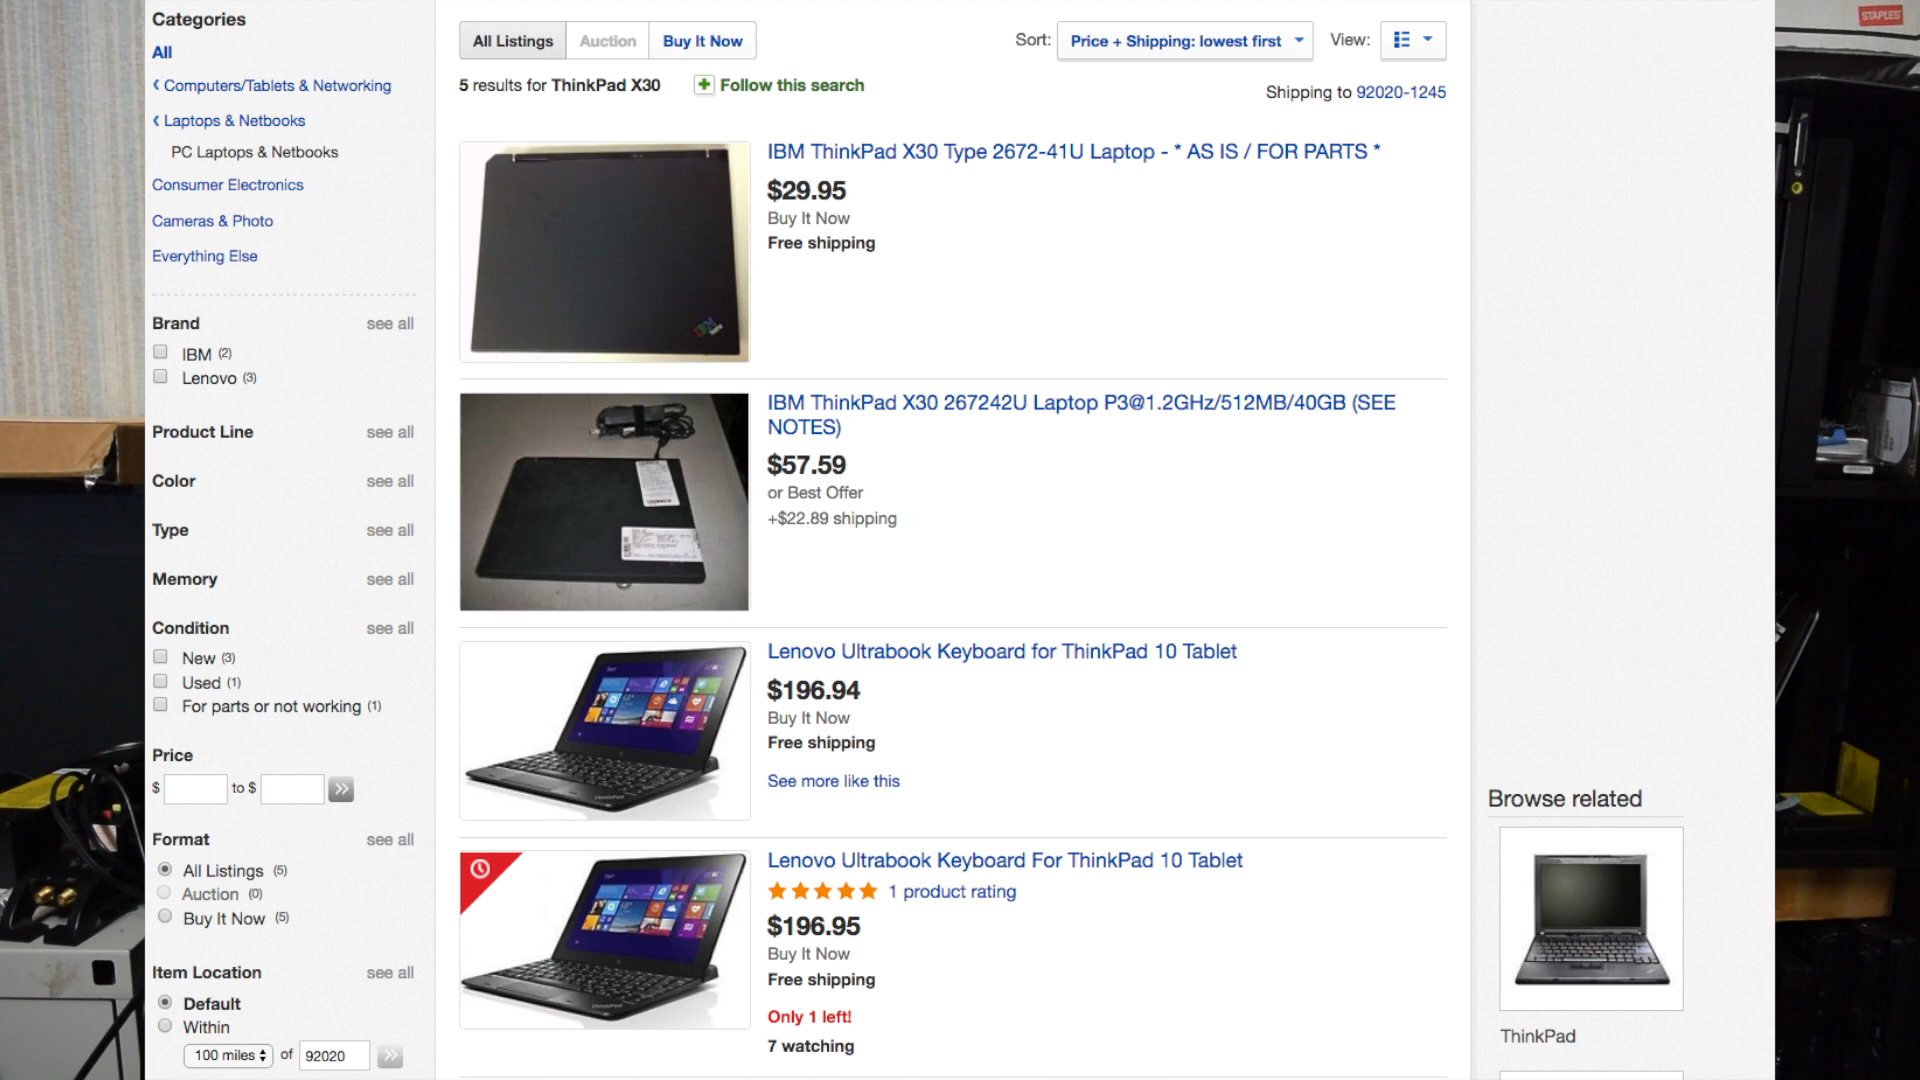 Categories
All
Computers/Tablets & Networking
Laptops & Netbooks
PC Laptops & Netbooks
Consumer Electronics
Cameras & Photo
Everything Else
Brand see all
IBM (2)
Lenovo (3)
Product Line see all
Color see all
Type see all
Memory see all
Condition see all
New (3)
Used (1)
For parts or not working (1)
Price
$ to $
Format see all
All Listings (5)
Auction (0)
Buy It Now (5)
Item Location see all
Default
Within
100 miles of 92020
All Listings Auction Buy It Now
Sort: Price + Shipping: lowest first View:
5 results for ThinkPad X30 Follow this search
Shipping to 92020-1245
IBM ThinkPad X30 Type 2672-41U Laptop - * AS IS / FOR PARTS *
$29.95
Buy It Now
Free shipping
IBM
IBM ThinkPad X30 267242U Laptop P3@1.2GHz/512MB/40GB (SEE
NOTES)
$57.59
or Best Offer
+$22.89 shipping
Lenovo Ultrabook Keyboard for ThinkPad 10 Tablet
$196.94
Buy It Now
Free shipping
See more like this
Lenovo Ultrabook Keyboard For ThinkPad 10 Tablet
1 product rating
$196.95
Buy It Now
Free shipping
Only 1 left!
7 watching
Browse related
ThinkPad
STAPLES